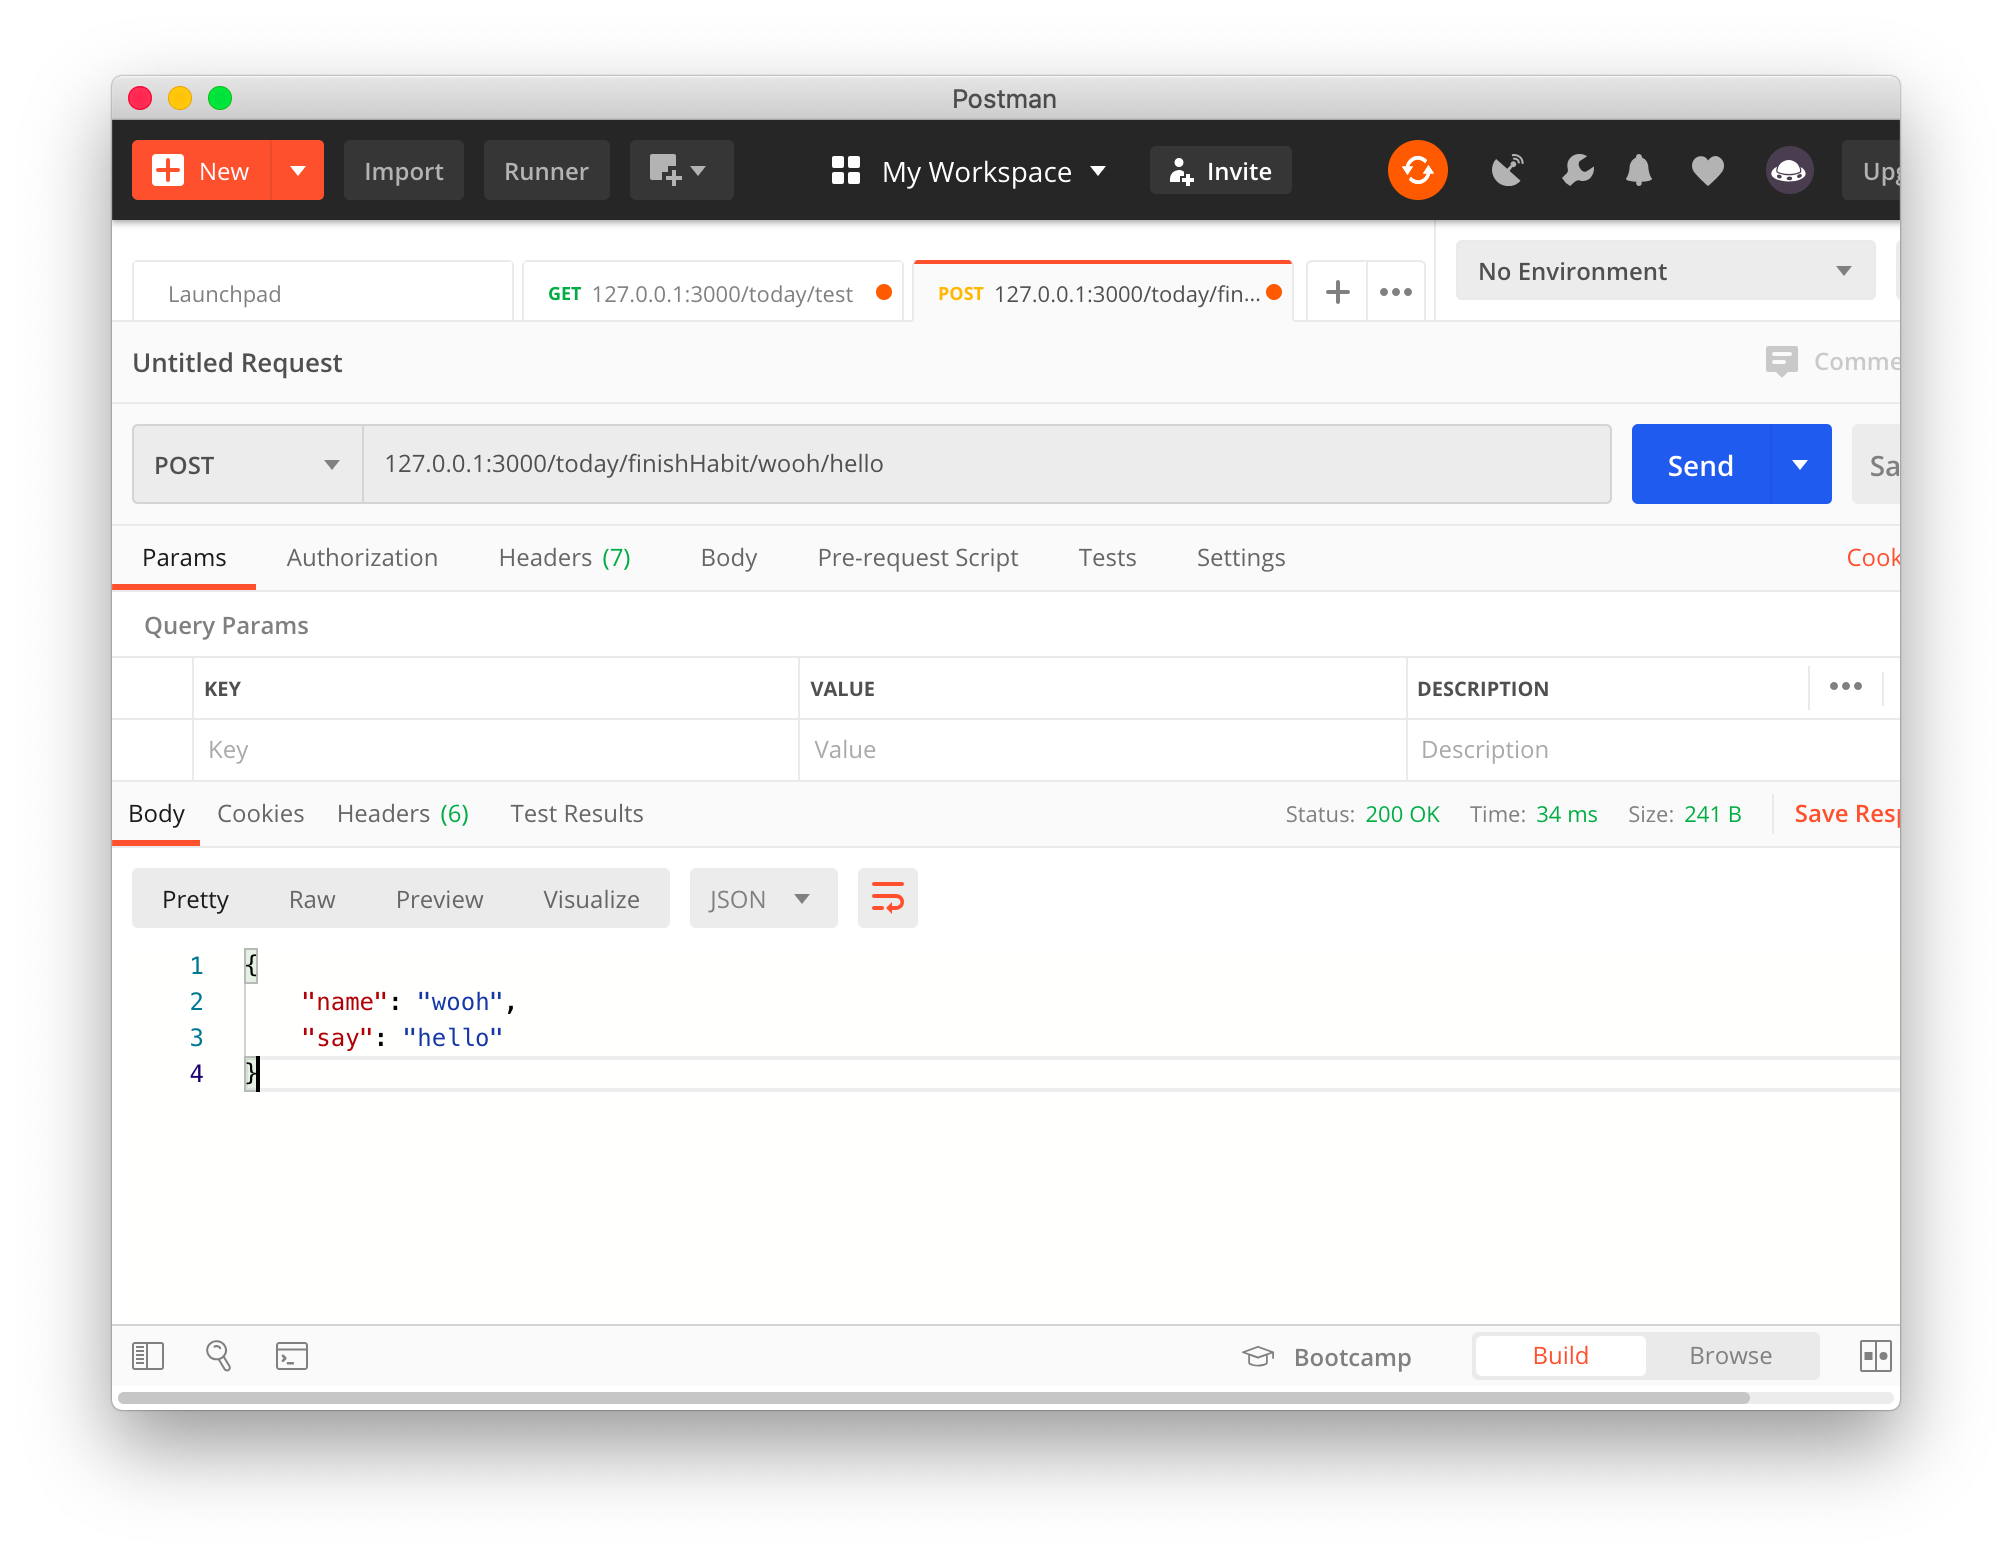 Postman
New
Import
Runner
My Workspace
Invite
Upg
Launchpad
GET 127.0.0.1:3000/today/test
POST 127.0.0.1:3000/today/fin...
No Environment
Untitled Request
Comme
POST
127.0.0.1:3000/today/finishHabit/wooh/hello
Send
Sa
Params
Authorization
Headers (7)
Body
Pre-request Script
Tests
Settings
Cook
Query Params
KEY
VALUE
DESCRIPTION
Key
Value
Description
Body
Cookies
Headers (6)
Test Results
Status: 200 OK
Time: 34 ms
Size: 241 B
Save Resp
Pretty
Raw
Preview
Visualize
JSON
1 {
2 "name": "wooh",
3 "say": "hello"
4 }
Bootcamp
Build
Browse